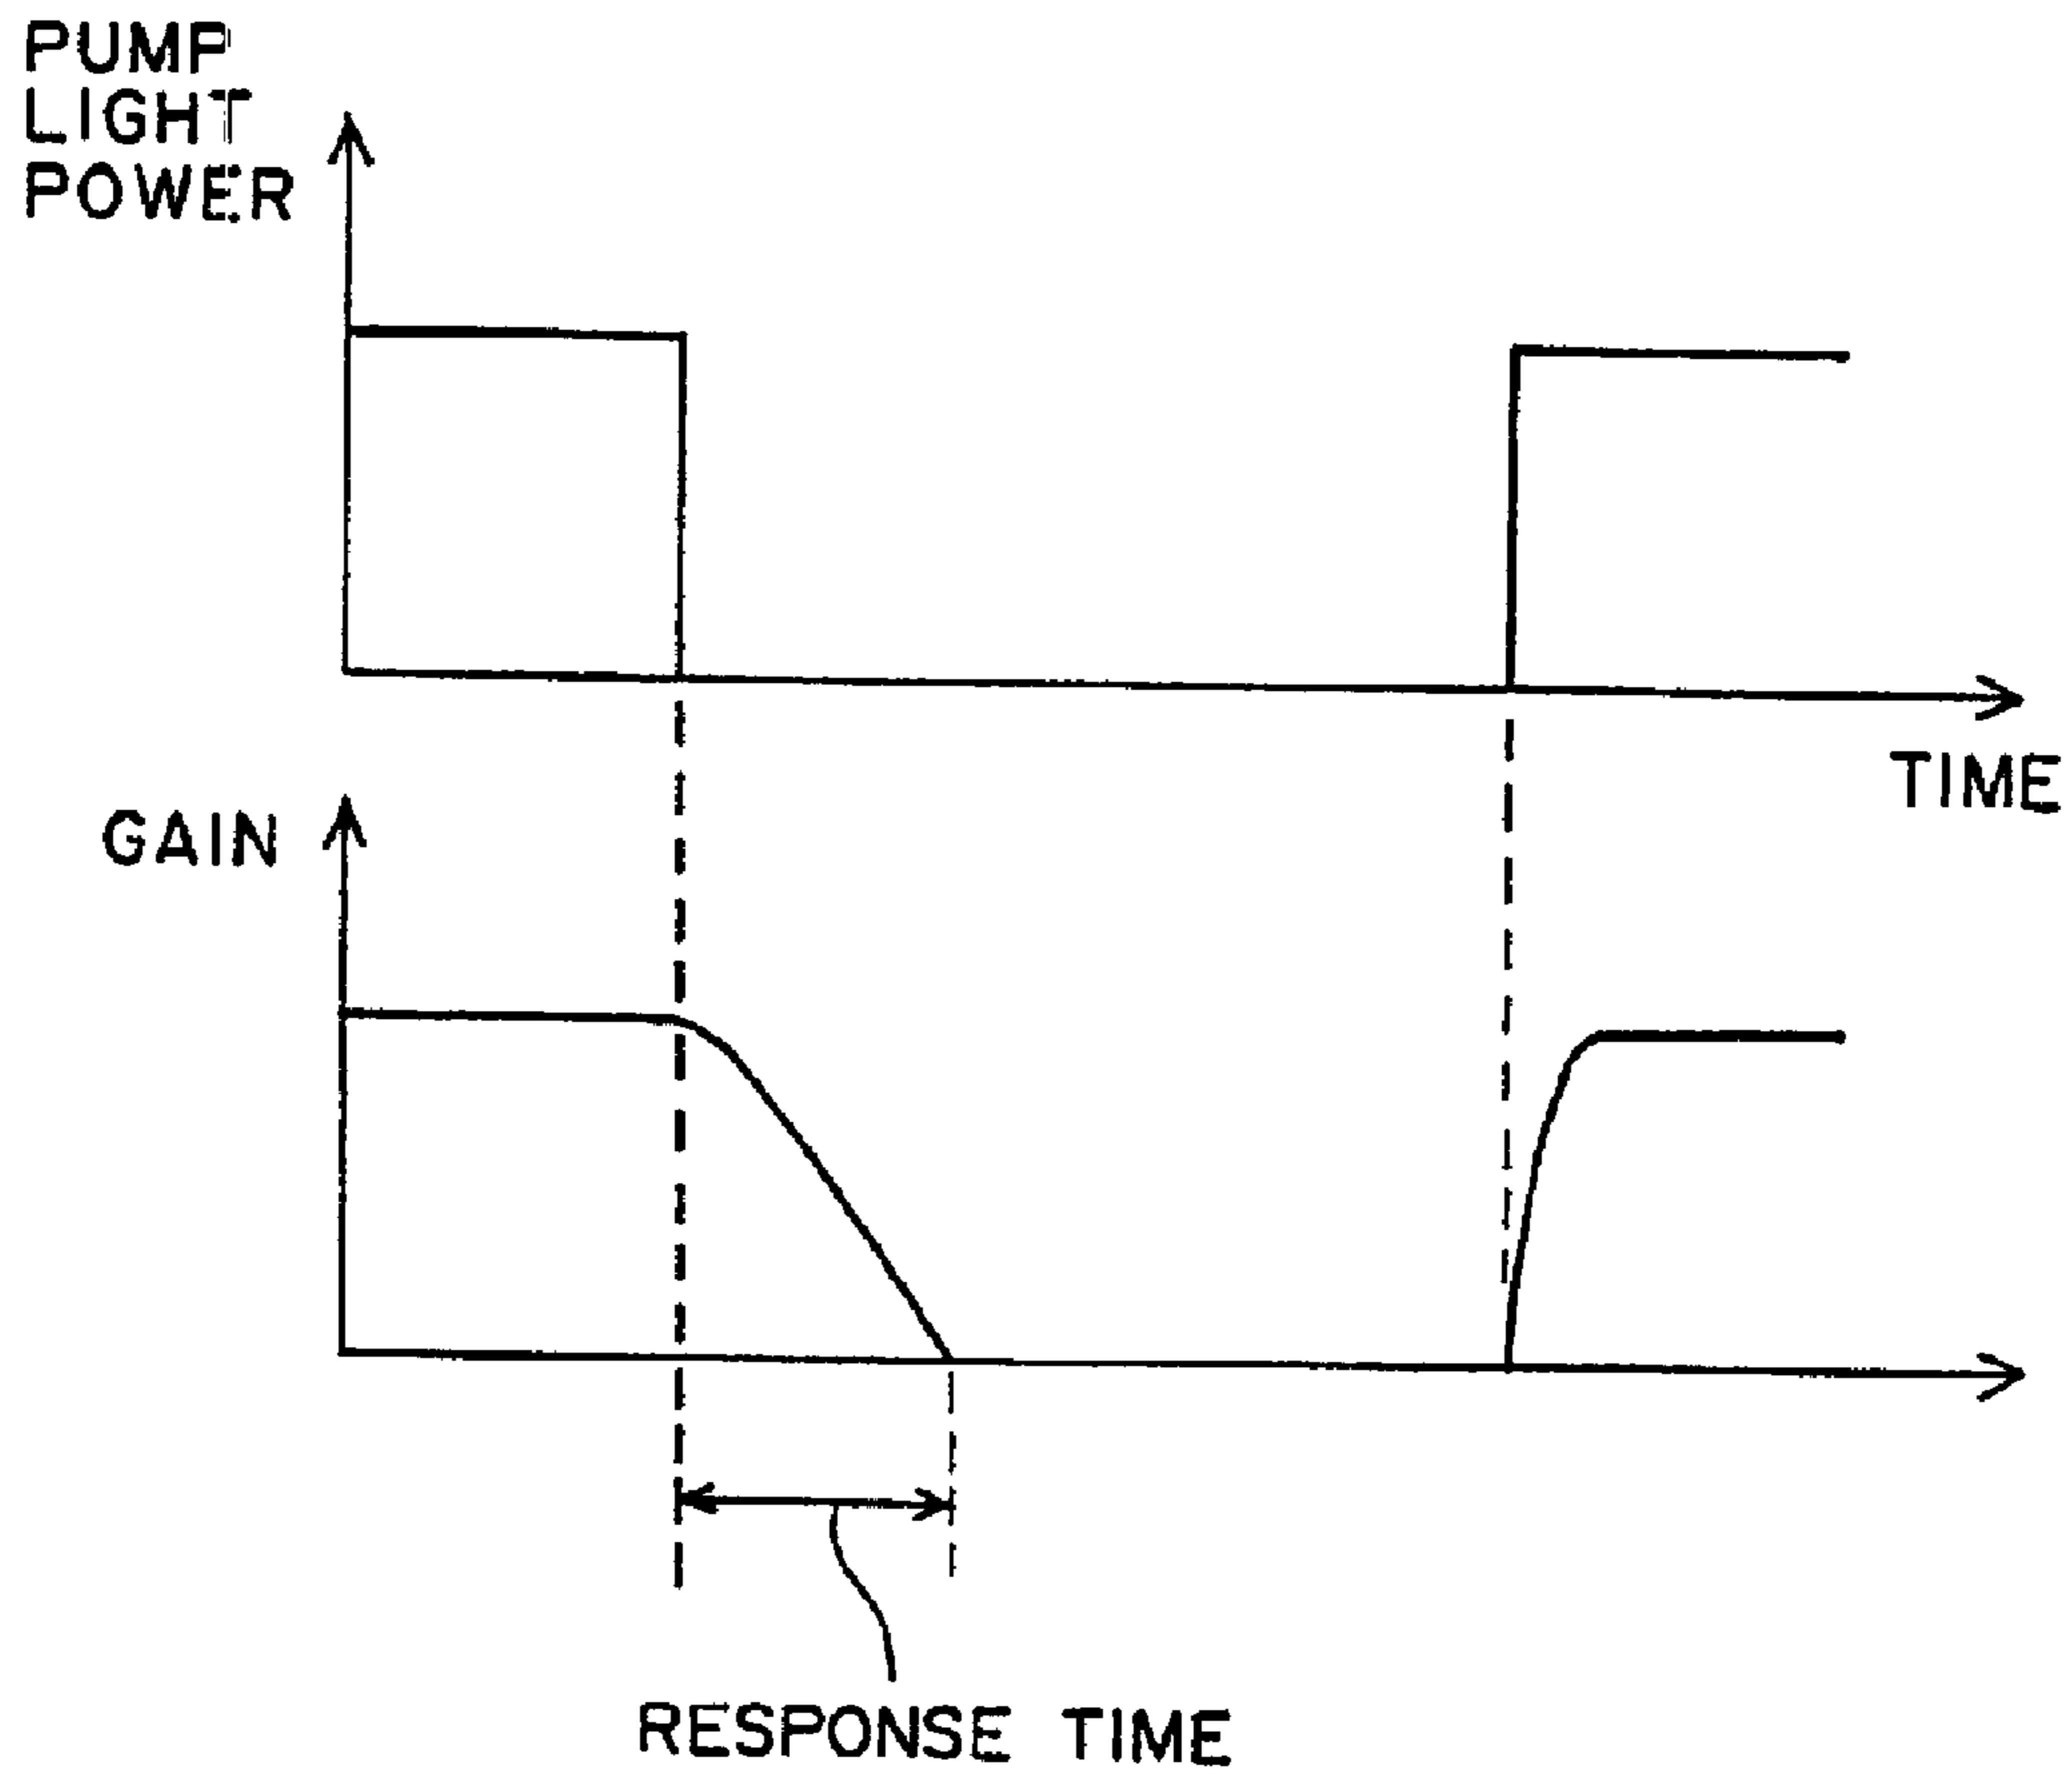 PUMP
LIGHT
POWER
TIME
GAIN
RESPONSE TIME